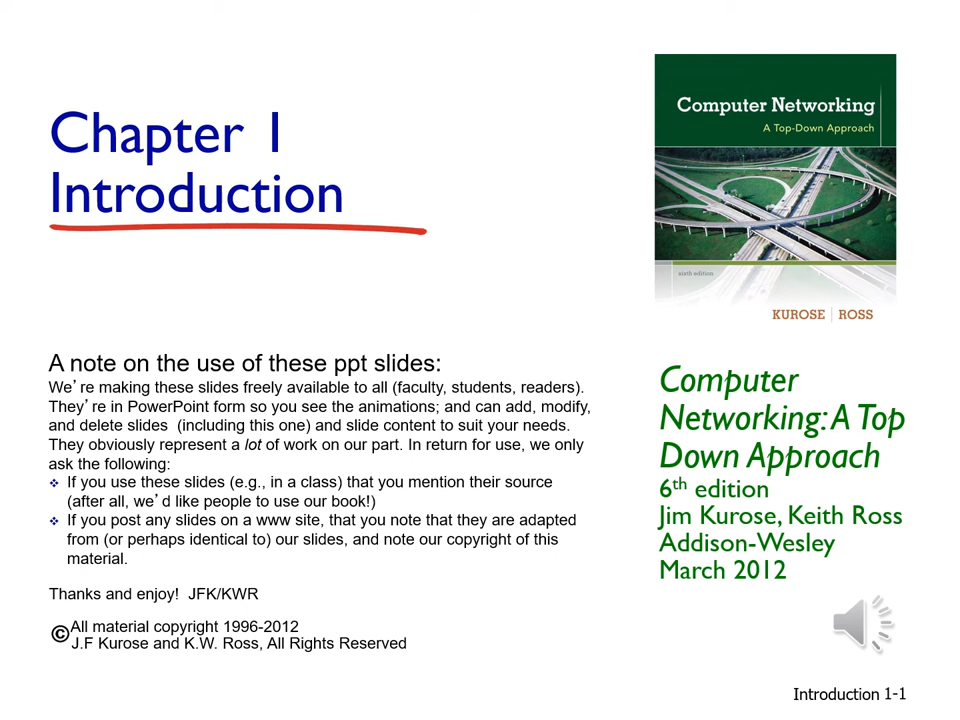 Chapter 1
Introduction
Computer Networking
A Top-Down Approach
sixth edition
KUROSE | ROSS
A note on the use of these ppt slides:
We’re making these slides freely available to all (faculty, students, readers).
They’re in PowerPoint form so you see the animations; and can add, modify,
and delete slides (including this one) and slide content to suit your needs.
They obviously represent a lot of work on our part. In return for use, we only
ask the following:
❖ If you use these slides (e.g., in a class) that you mention their source
(after all, we’d like people to use our book!)
❖ If you post any slides on a www site, that you note that they are adapted
from (or perhaps identical to) our slides, and note our copyright of this
material.
Thanks and enjoy! JFK/KWR
©All material copyright 1996-2012
J.F Kurose and K.W. Ross, All Rights Reserved
Computer
Networking: A Top
Down Approach
6th edition
Jim Kurose, Keith Ross
Addison-Wesley
March 2012
Introduction 1-1